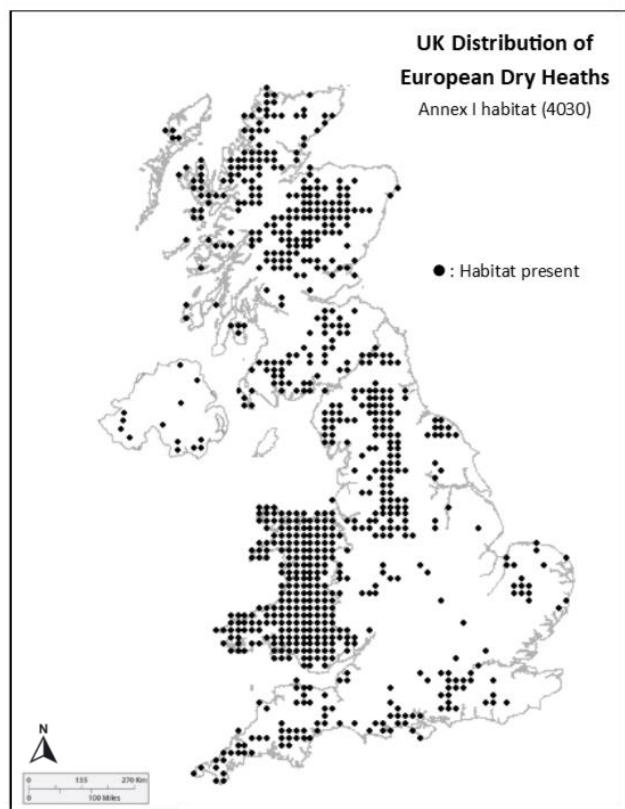 UK Distribution of
European Dry Heaths
Annex I habitat (4030)
● : Habitat present
N
0 135 270 Km
0 100 Miles